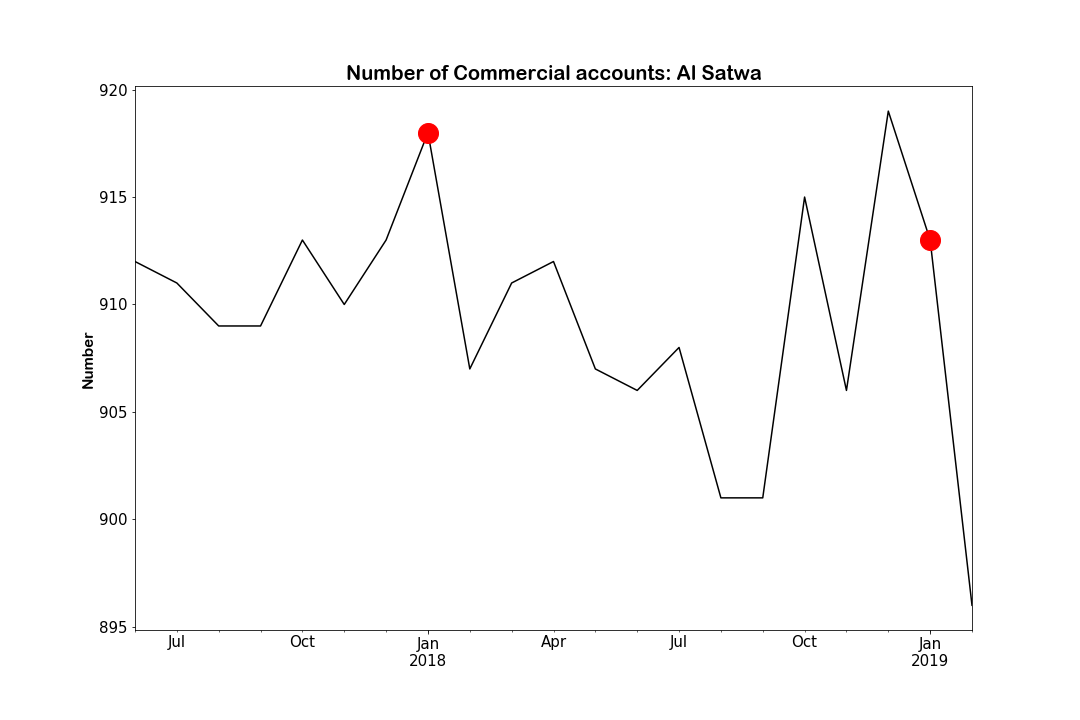 Number of Commercial accounts: Al Satwa
920
915
910
905
900
895
Number
Jul
Oct
Jan
2018
Apr
Jul
Oct
Jan
2019